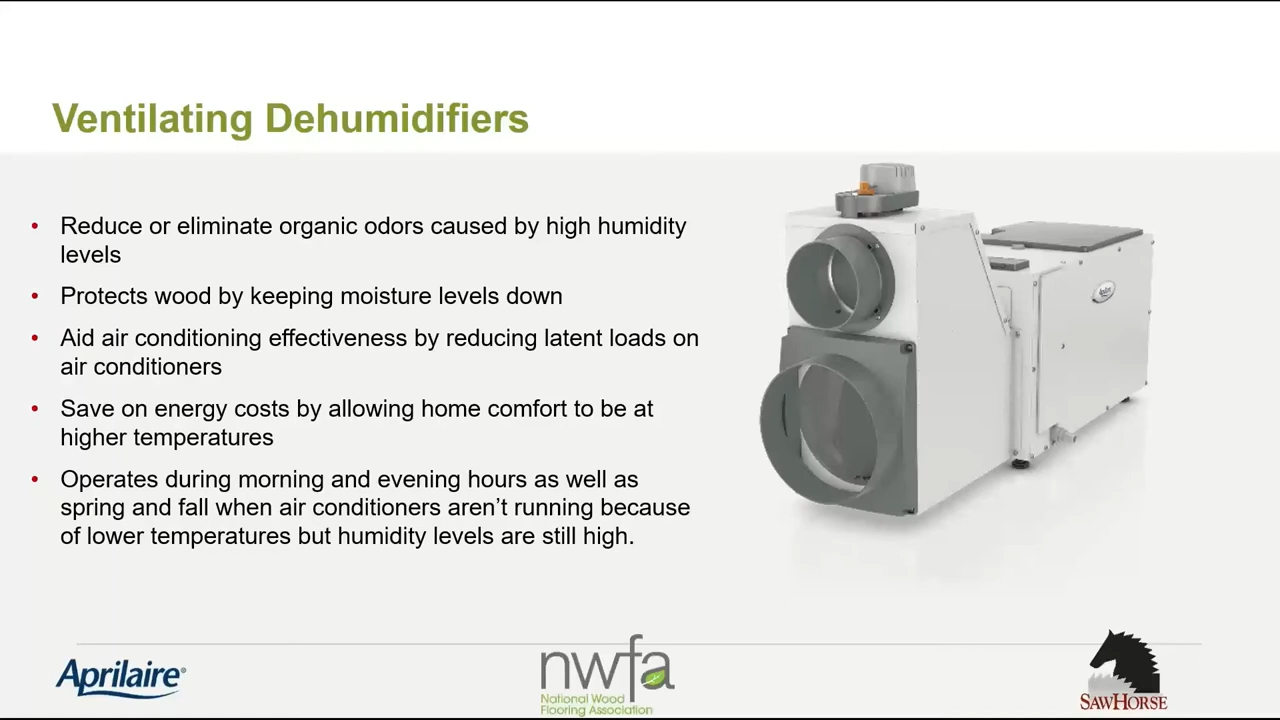 Ventilating Dehumidifiers
• Reduce or eliminate organic odors caused by high humidity
levels
• Protects wood by keeping moisture levels down
• Aid air conditioning effectiveness by reducing latent loads on
air conditioners
• Save on energy costs by allowing home comfort to be at
higher temperatures
• Operates during morning and evening hours as well as
spring and fall when air conditioners aren’t running because
of lower temperatures but humidity levels are still high.
Aprilaire®
nwfa
National Wood
Flooring Association
SAWHORSE